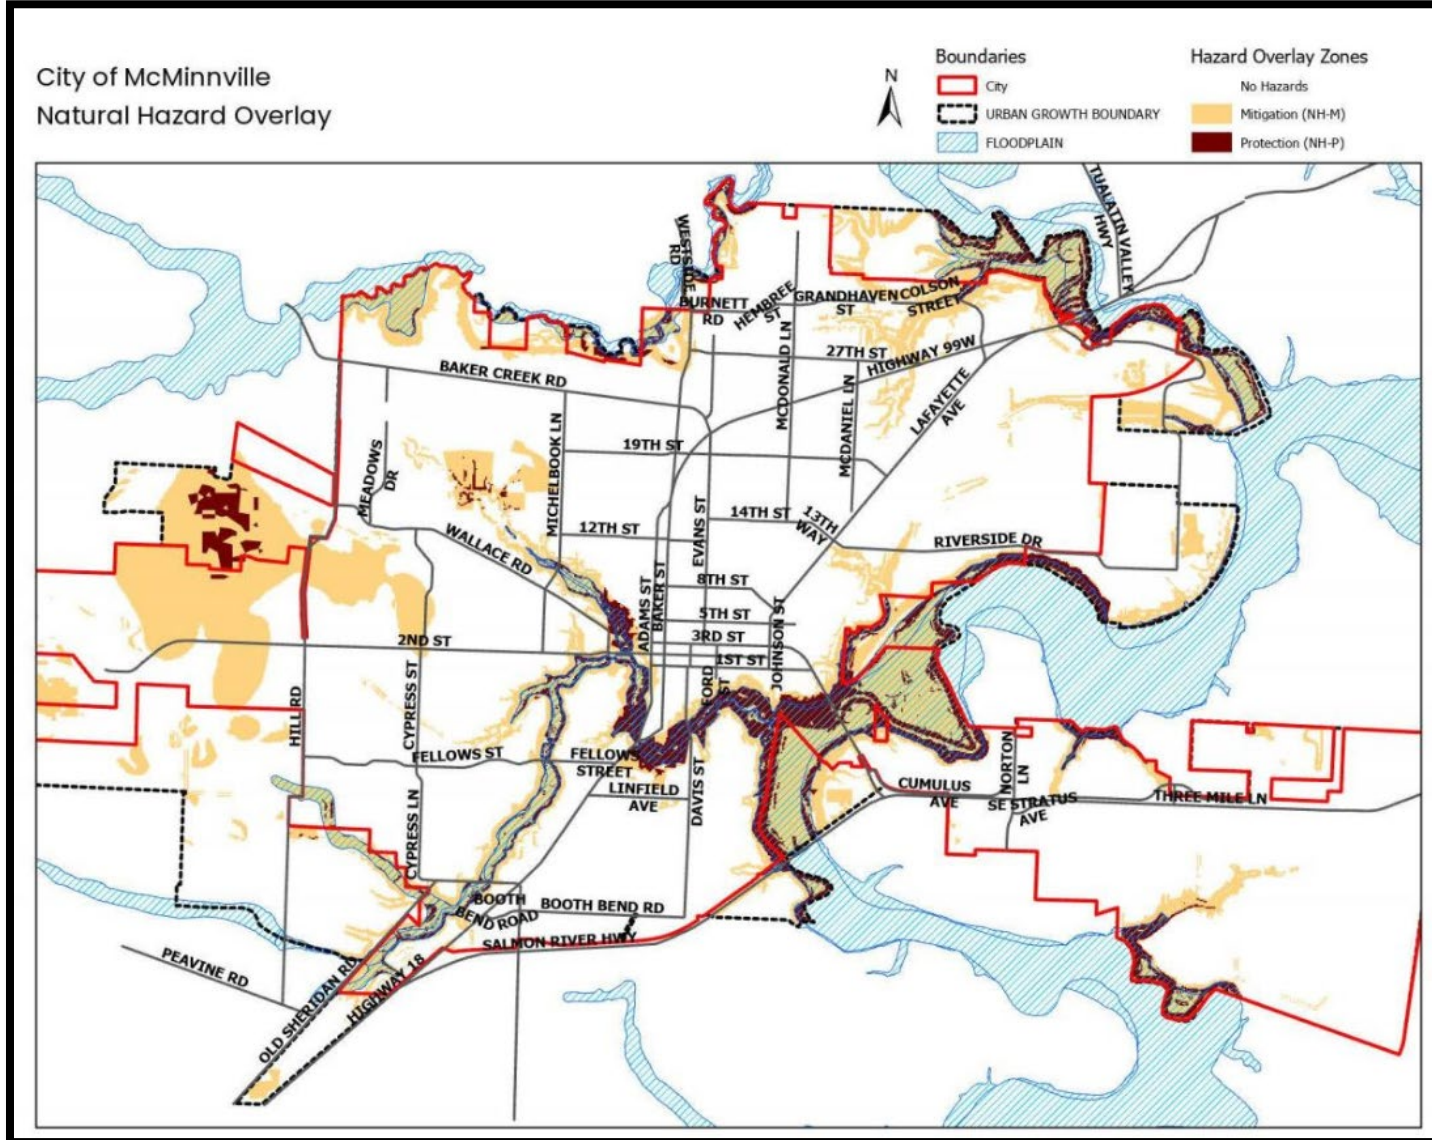 City of McMinnville
Natural Hazard Overlay
N
Boundaries
City
URBAN GROWTH BOUNDARY
FLOODPLAIN
Hazard Overlay Zones
No Hazards
Mitigation (NH-M)
Protection (NH-P)
TUALATIN VALLEY
HWY
WESTSIDE
RD
BURNETT
RD
HEMBREE
ST
GRANDHAVEN
ST
COLSON
STREET
MCDONALD LN
27TH ST
HIGHWAY 99W
BAKER CREEK RD
MCDANIEL LN
LAFAYETTE
AVE
MICHELBOOK LN
19TH ST
MEADOWS
DR
EVANS ST
14TH ST
13TH
WAY
12TH ST
WALLACE RD
RIVERSIDE DR
8TH ST
ADAMS ST
BAKER ST
5TH ST
JOHNSON ST
3RD ST
2ND ST
1ST ST
FORD
ST
CYPRESS ST
HILL RD
FELLOWS ST
FELLOWS
STREET
LINFIELD
AVE
DAVIS ST
NORTON
LN
CUMULUS
AVE
SE STRATUS
AVE
THREE MILE LN
CYPRESS LN
BOOTH
BEND ROAD
BOOTH BEND RD
SALMON RIVER HWY
PEAVINE RD
OLD SHERIDAN RD
HIGHWAY 18